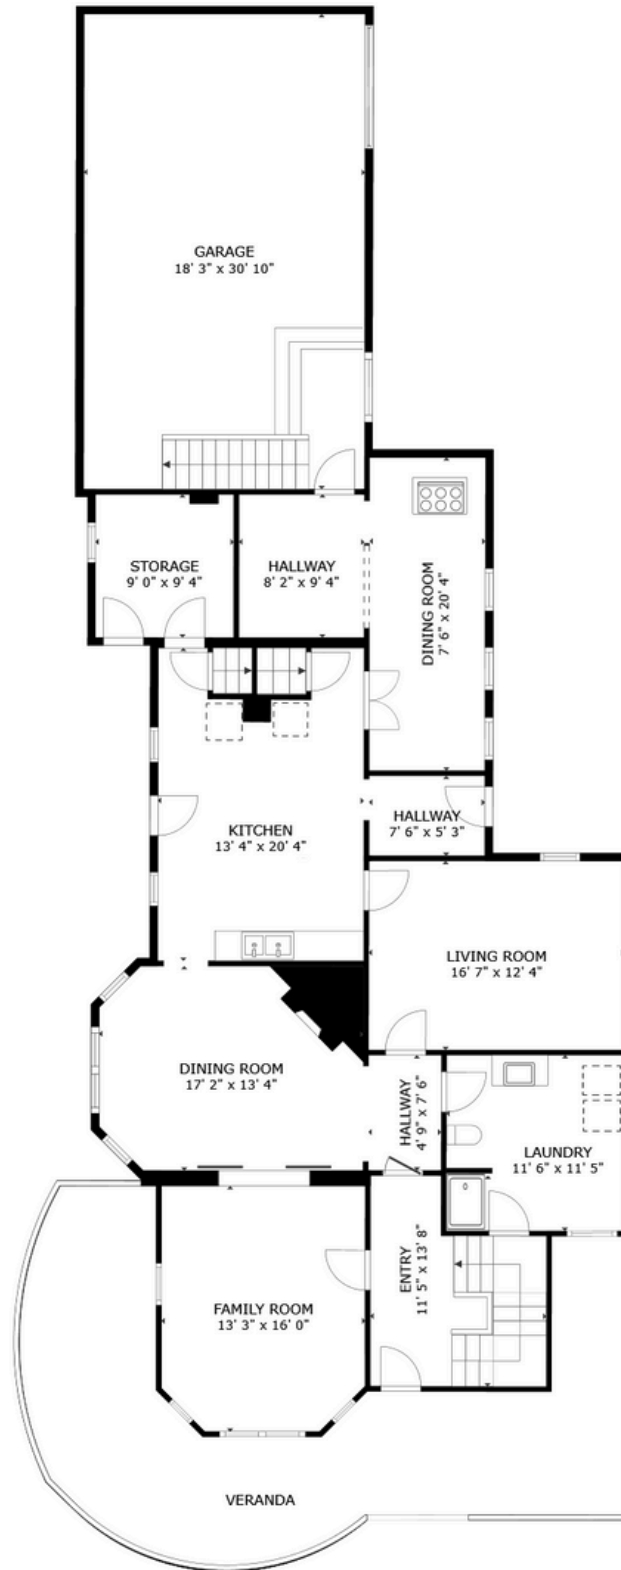 GARAGE
18' 3" x 30' 10"
STORAGE
9' 0" x 9' 4"
HALLWAY
8' 2" x 9' 4"
DINING ROOM
7' 6" x 20' 4"
KITCHEN
13' 4" x 20' 4"
HALLWAY
7' 6" x 5' 3"
LIVING ROOM
16' 7" x 12' 4"
DINING ROOM
17' 2" x 13' 4"
HALLWAY
4' 9" x 7' 6"
LAUNDRY
11' 6" x 11' 5"
ENTRY
11' 5" x 13' 8"
FAMILY ROOM
13' 3" x 16' 0"
VERANDA